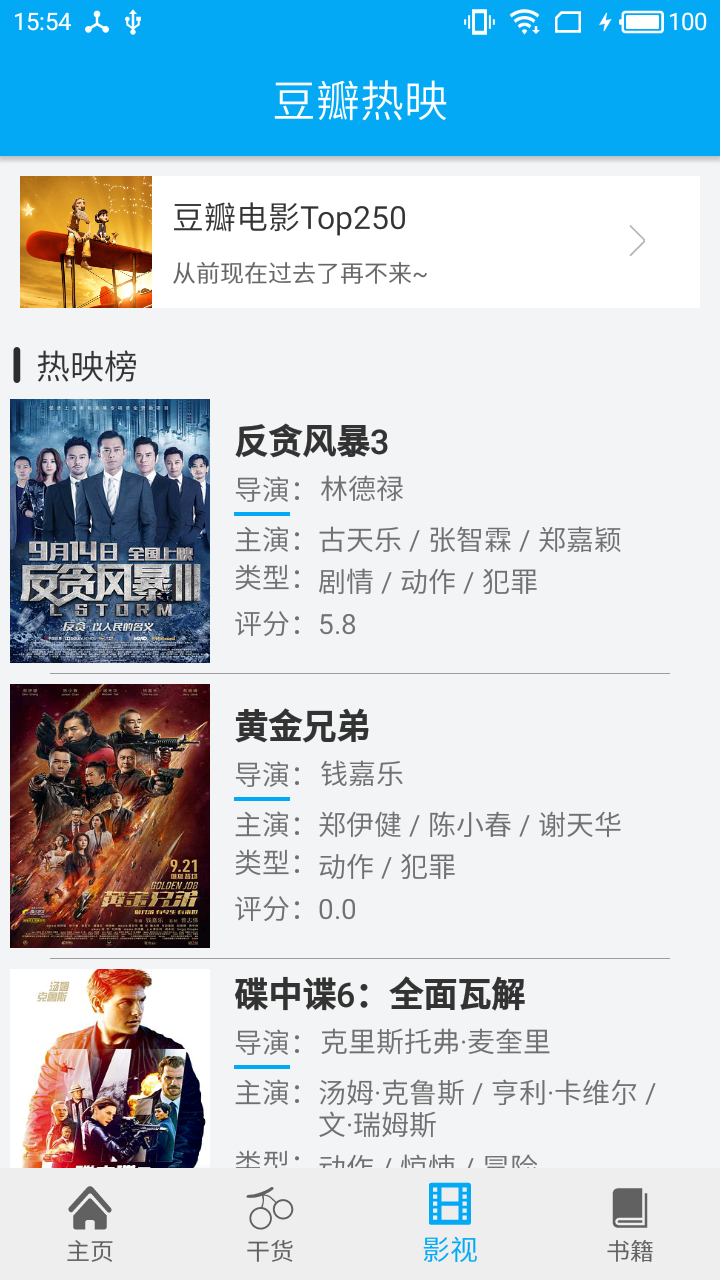 15:54
100
豆瓣热映
豆瓣电影Top250
从前现在过去了再不来~
热映榜
9月14日 全国上映
反贪风暴III
L STORM
反贪 以人民的名义
反贪风暴3
导演：林德禄
主演：古天乐 / 张智霖 / 郑嘉颖
类型：剧情 / 动作 / 犯罪
评分：5.8
9.21
GOLDEN JOB
黄金兄弟
黄金兄弟
导演：钱嘉乐
主演：郑伊健 / 陈小春 / 谢天华
类型：动作 / 犯罪
评分：0.0
汤姆
克鲁斯
碟中谍6：全面瓦解
导演：克里斯托弗·麦奎里
主演：汤姆·克鲁斯 / 亨利·卡维尔 /
文·瑞姆斯
类型：动作 / 惊悚 / 冒险
主页
干货
影视
书籍